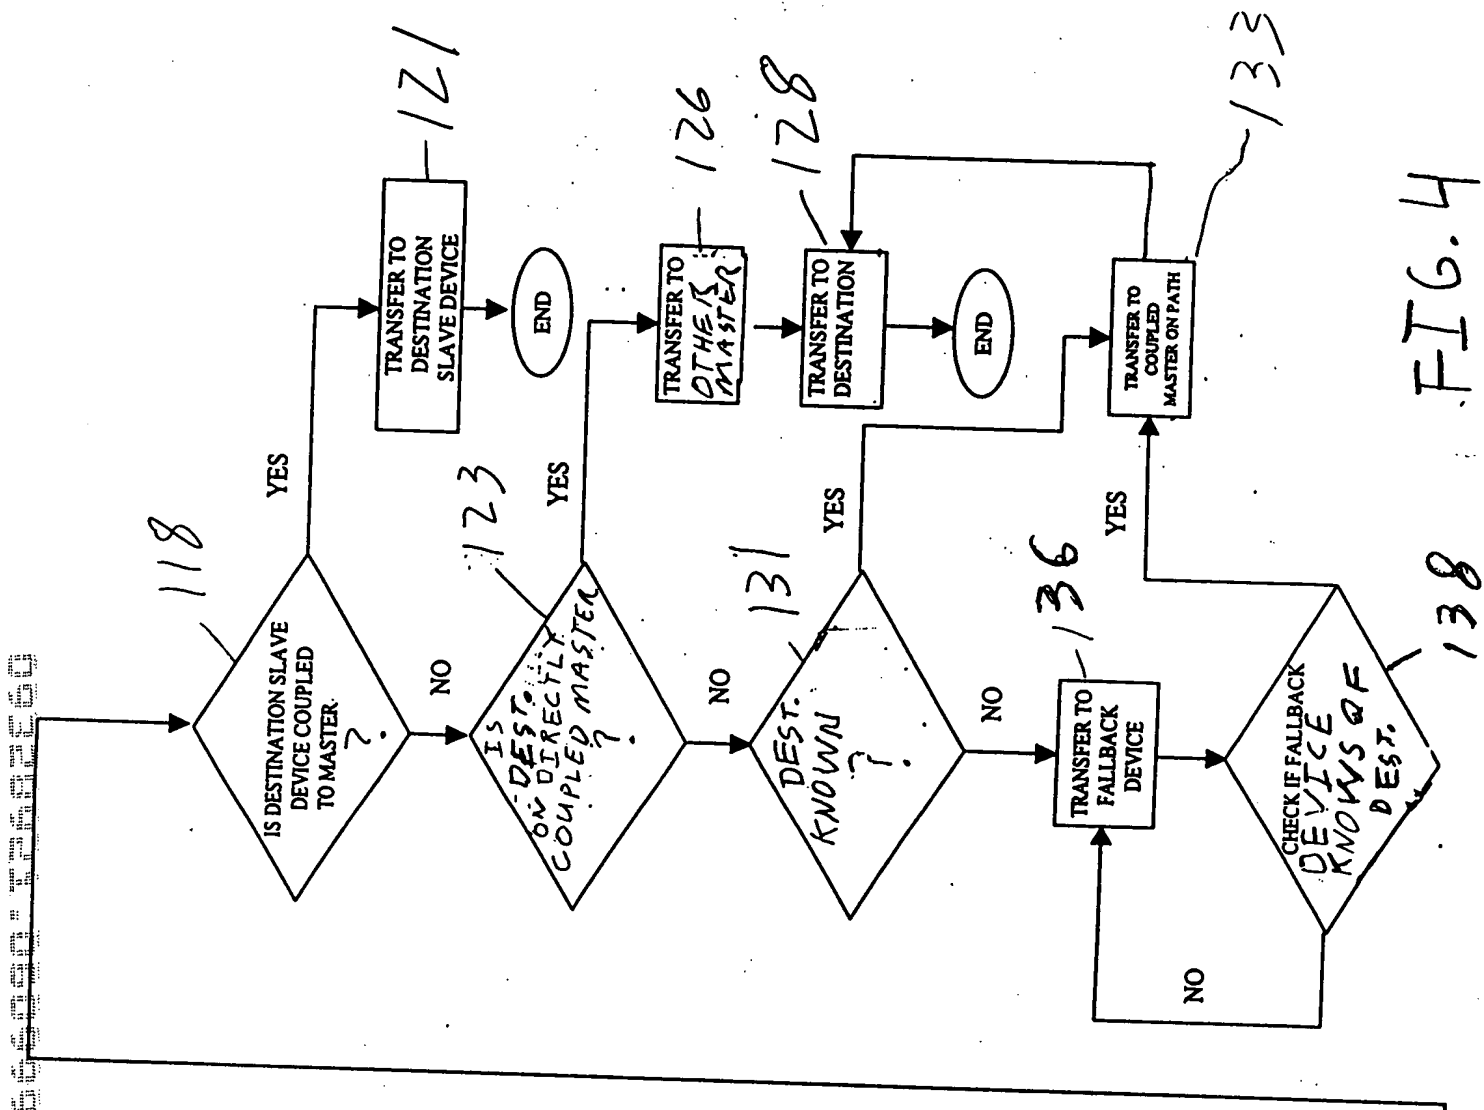 118
IS DESTINATION SLAVE
DEVICE COUPLED
TO MASTER
?
YES
TRANSFER TO
DESTINATION
SLAVE DEVICE
121
END
NO
123
IS
DEST.
ON DIRECTLY
COUPLED MASTER
?
YES
TRANSFER TO
OTHER
MASTER
126
TRANSFER TO
DESTINATION
128
END
NO
131
DEST.
KNOWN
?
YES
TRANSFER TO
COUPLED
MASTER ON PATH
133
NO
136
TRANSFER TO
FALLBACK
DEVICE
CHECK IF FALLBACK
DEVICE
KNOWS OF
DEST.
138
YES
NO
FIG. 4